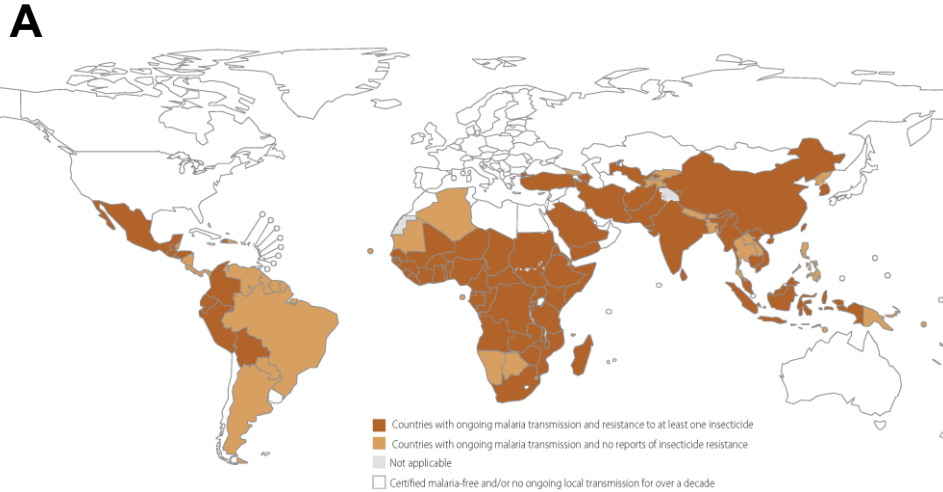 A
Countries with ongoing malaria transmission and resistance to at least one insecticide
Countries with ongoing malaria transmission and no reports of insecticide resistance
Not applicable
Certified malaria-free and/or no ongoing local transmission for over a decade